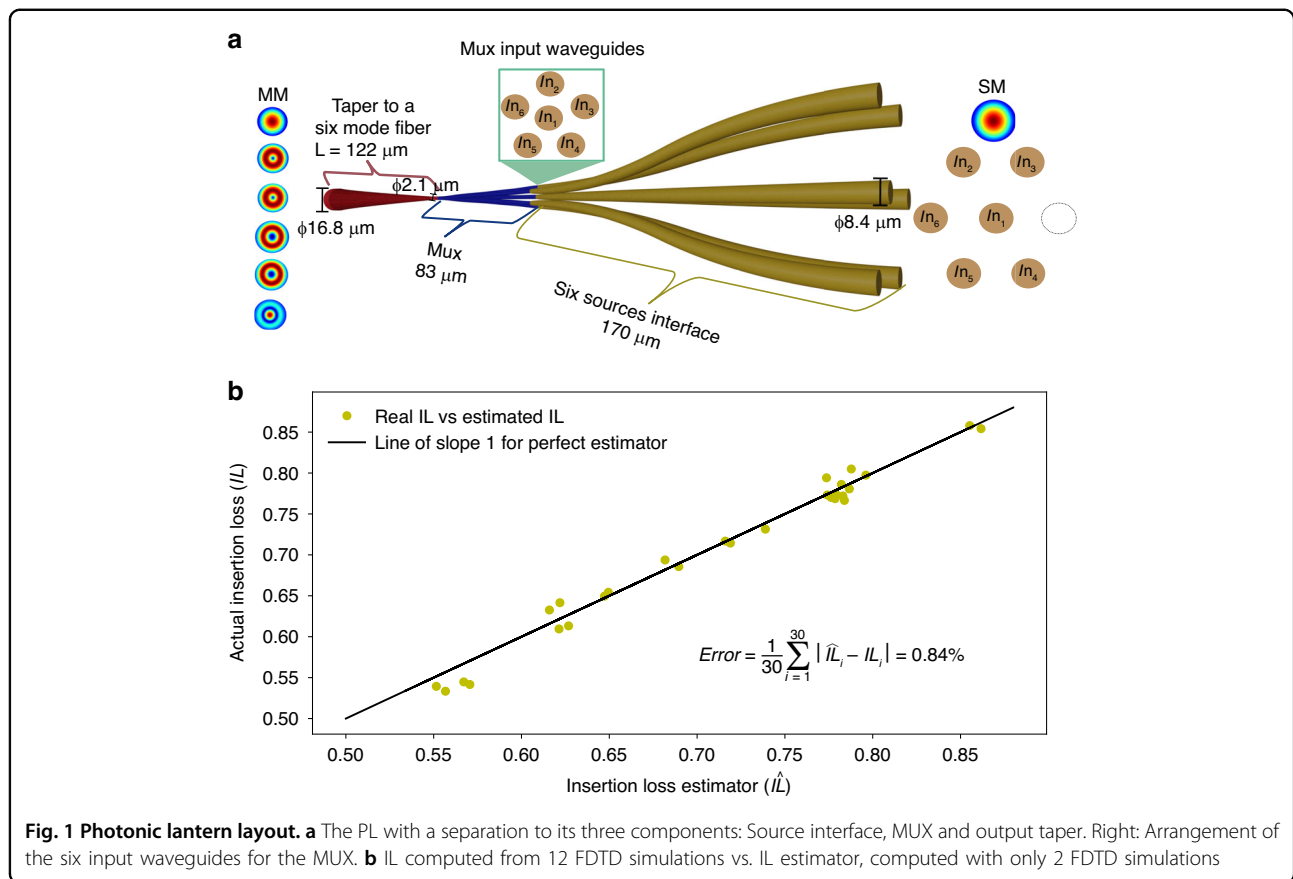 a
Mux input waveguides
MM
SM
Taper to a
six mode fiber
L = 122 μm
In₂
In₆
In₃
In₁
In₅
In₄
ϕ2.1 μm
ϕ16.8 μm
Mux
83 μm
Six sources interface
170 μm
ϕ8.4 μm
In₂
In₃
In₆
In₁
In₅
In₄
b
Real IL vs estimated IL
Line of slope 1 for perfect estimator
Actual insertion loss (IL)
0.85
0.80
0.75
0.70
0.65
0.60
0.55
0.50
Error = 1/30 30∑i = 1 | ÎLᵢ – ILᵢ | = 0.84%
0.50 0.55 0.60 0.65 0.70 0.75 0.80 0.85
Insertion loss estimator (IL̂)
Fig. 1 Photonic lantern layout. a The PL with a separation to its three components: Source interface, MUX and output taper. Right: Arrangement of
the six input waveguides for the MUX. b IL computed from 12 FDTD simulations vs. IL estimator, computed with only 2 FDTD simulations